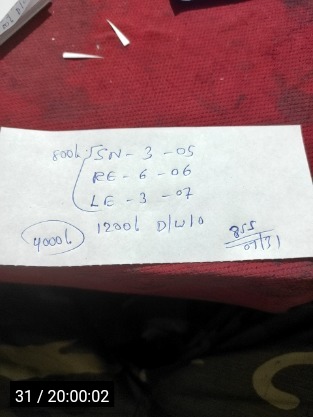 800L SN - 3 - 05
RE - 6 - 06
LE - 3 - 07
1200L D/W/O
4000L
855
07/31
31 / 20:00:02